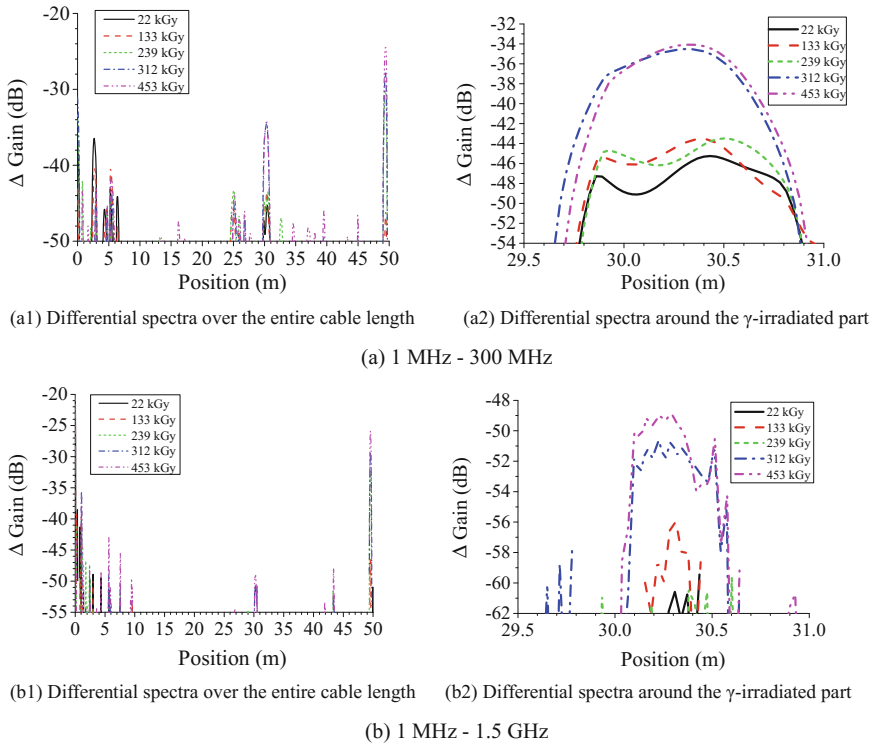 -20
-30
-40
-50
Δ Gain (dB)
22 kGy
133 kGy
239 kGy
312 kGy
453 kGy
0 5 10 15 20 25 30 35 40 45 50
Position (m)
(a1) Differential spectra over the entire cable length
-32
-34
-36
-38
-40
-42
-44
-46
-48
-50
-52
-54
Δ Gain (dB)
22 kGy
133 kGy
239 kGy
312 kGy
453 kGy
29.5 30.0 30.5 31.0
Position (m)
(a2) Differential spectra around the γ-irradiated part
(a) 1 MHz - 300 MHz
-20
-25
-30
-35
-40
-45
-50
-55
Δ Gain (dB)
22 kGy
133 kGy
239 kGy
312 kGy
453 kGy
0 5 10 15 20 25 30 35 40 45 50
Position (m)
(b1) Differential spectra over the entire cable length
-48
-50
-52
-54
-56
-58
-60
-62
Δ Gain (dB)
22 kGy
133 kGy
239 kGy
312 kGy
453 kGy
29.5 30.0 30.5 31.0
Position (m)
(b2) Differential spectra around the γ-irradiated part
(b) 1 MHz - 1.5 GHz